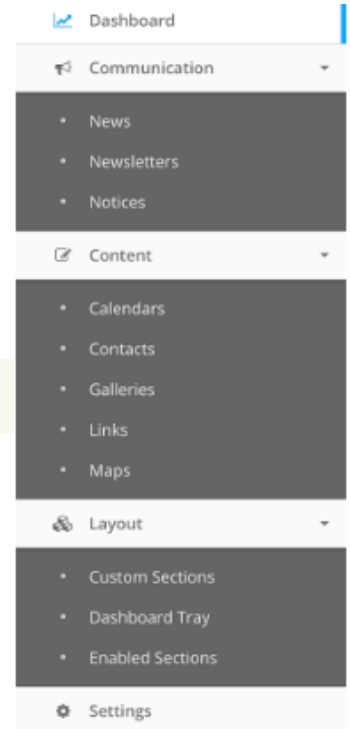 Dashboard
Communication
News
Newsletters
Notices
Content
Calendars
Contacts
Galleries
Links
Maps
Layout
Custom Sections
Dashboard Tray
Enabled Sections
Settings